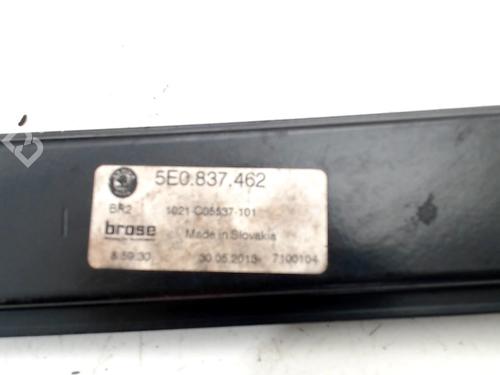 5E0.837.462
BR2 1021-C05537-101
brose Made in Slovakia
8:59:30 30.05.2013 7100104